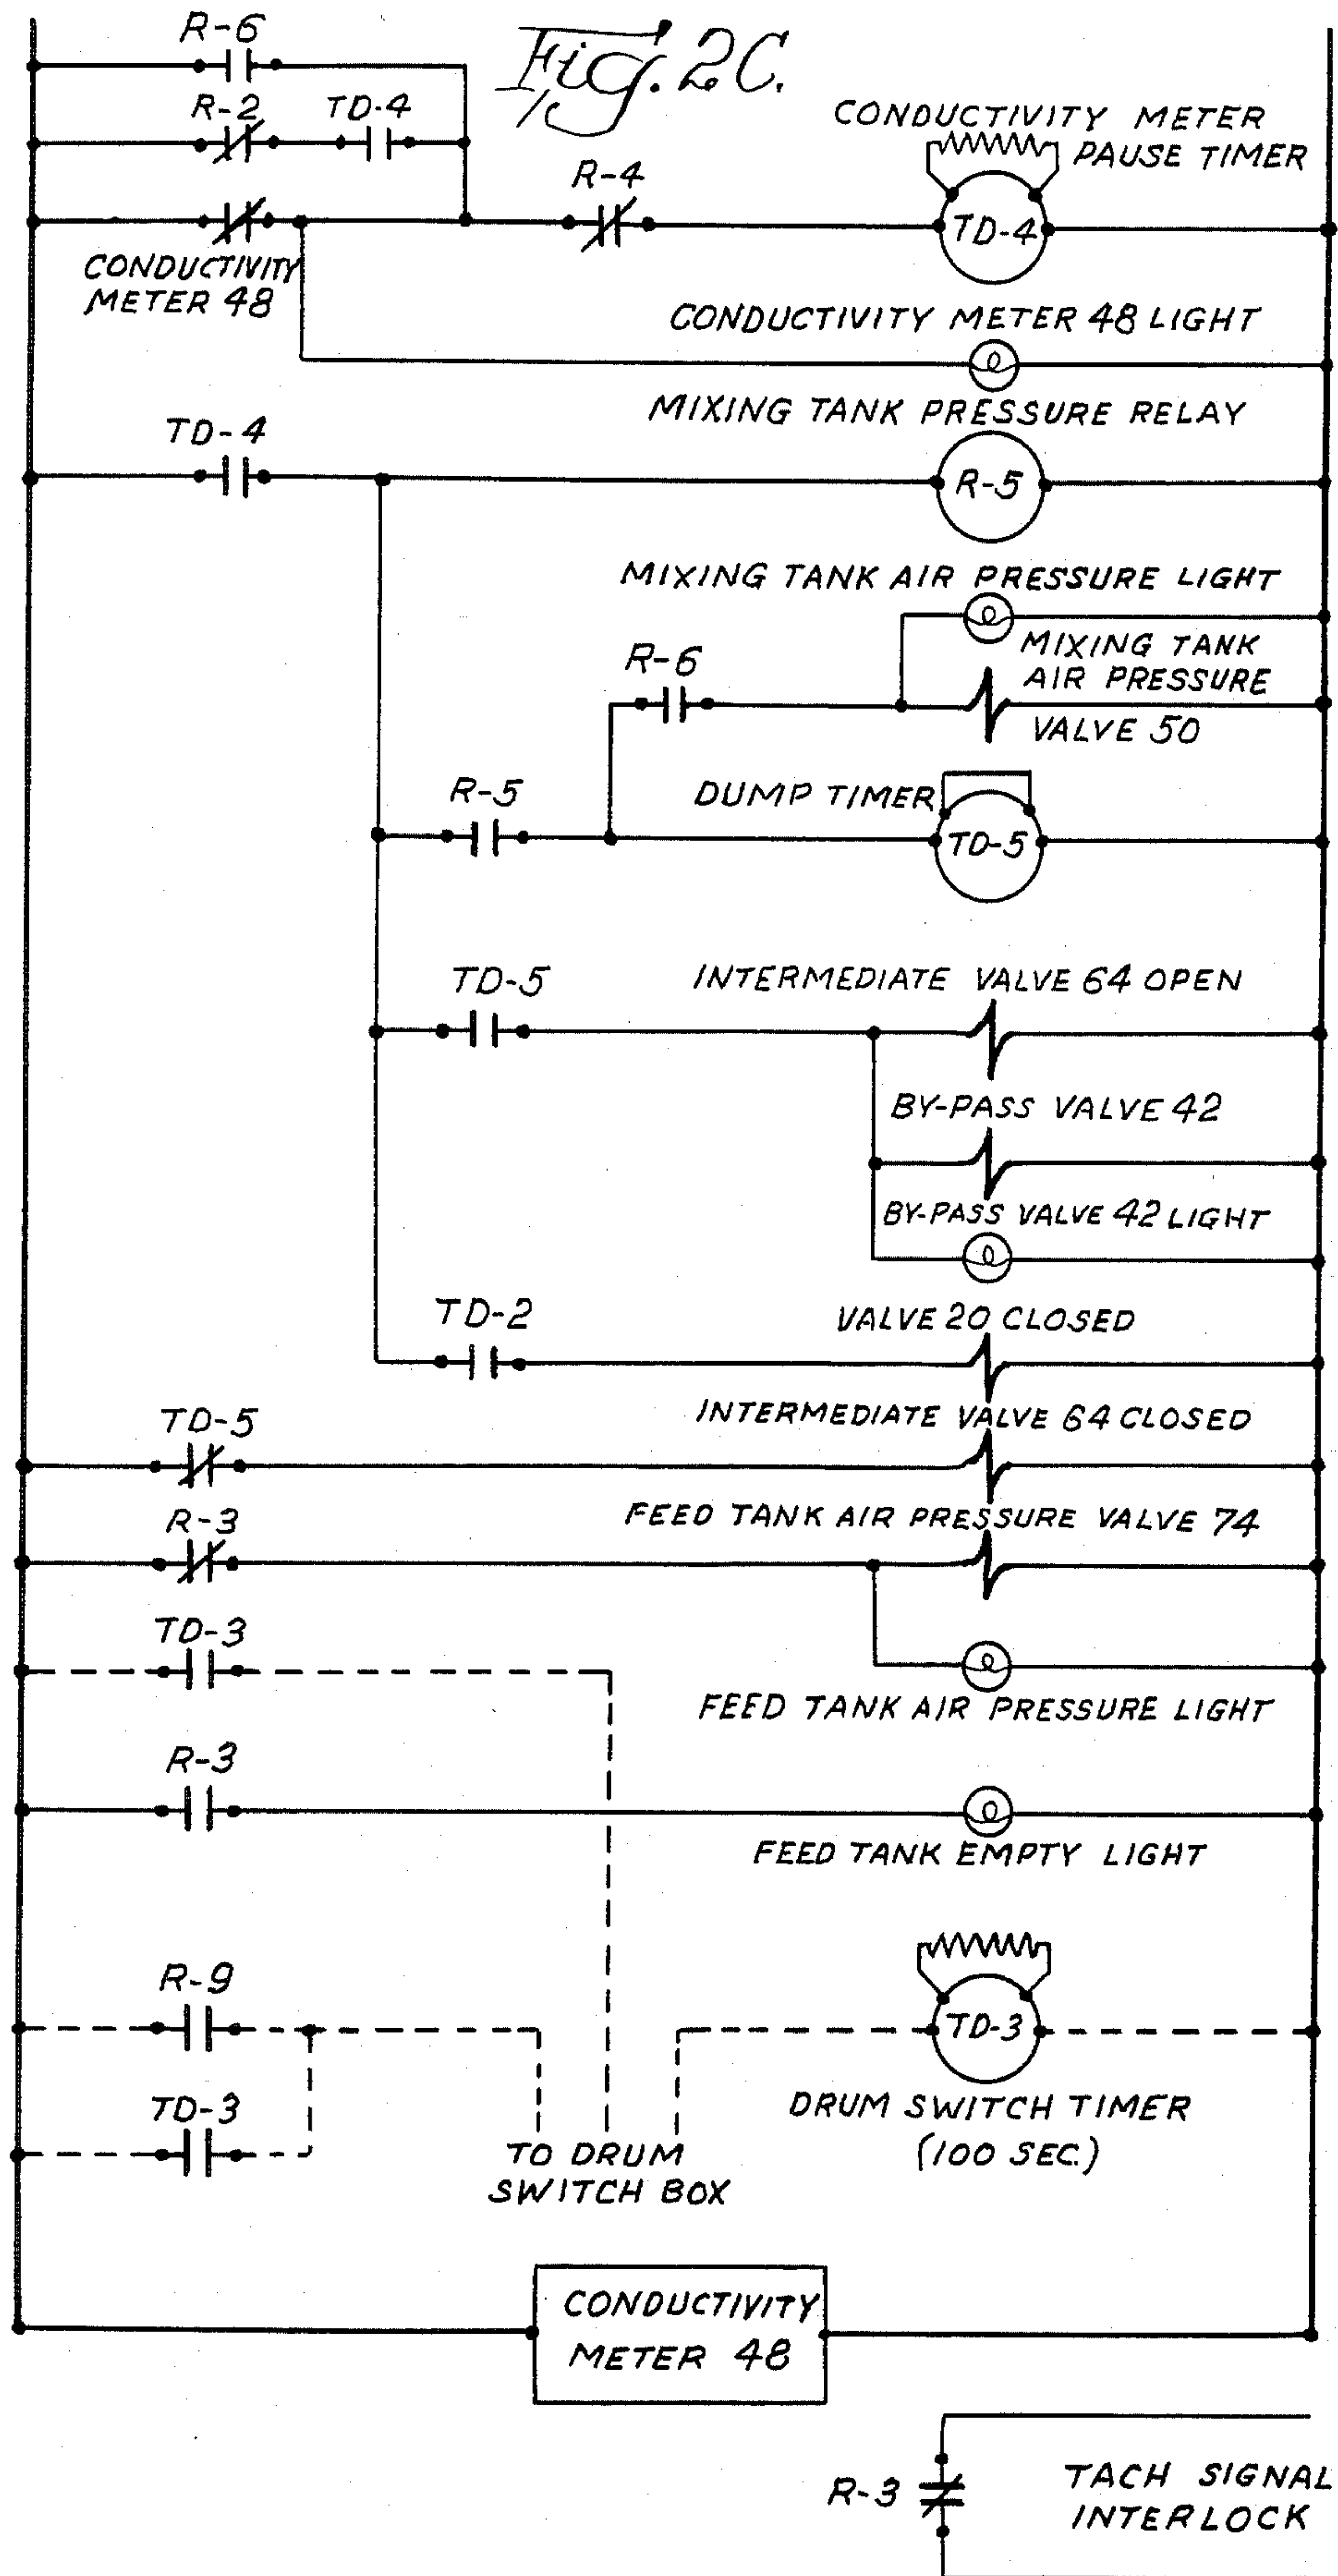 Fig. 2C.
R-6
R-2 TD-4
CONDUCTIVITY METER
PAUSE TIMER
R-4
TD-4
CONDUCTIVITY
METER 48
CONDUCTIVITY METER 48 LIGHT
MIXING TANK PRESSURE RELAY
TD-4
R-5
MIXING TANK AIR PRESSURE LIGHT
MIXING TANK
AIR PRESSURE
VALVE 50
R-6
R-5
DUMP TIMER
TD-5
TD-5
INTERMEDIATE VALVE 64 OPEN
BY-PASS VALVE 42
BY-PASS VALVE 42 LIGHT
TD-2
VALVE 20 CLOSED
TD-5
INTERMEDIATE VALVE 64 CLOSED
R-3
FEED TANK AIR PRESSURE VALVE 74
TD-3
FEED TANK AIR PRESSURE LIGHT
R-3
FEED TANK EMPTY LIGHT
R-9
TD-3
TD-3
DRUM SWITCH TIMER
(100 SEC.)
TO DRUM
SWITCH BOX
CONDUCTIVITY
METER 48
R-3
TACH SIGNAL
INTERLOCK